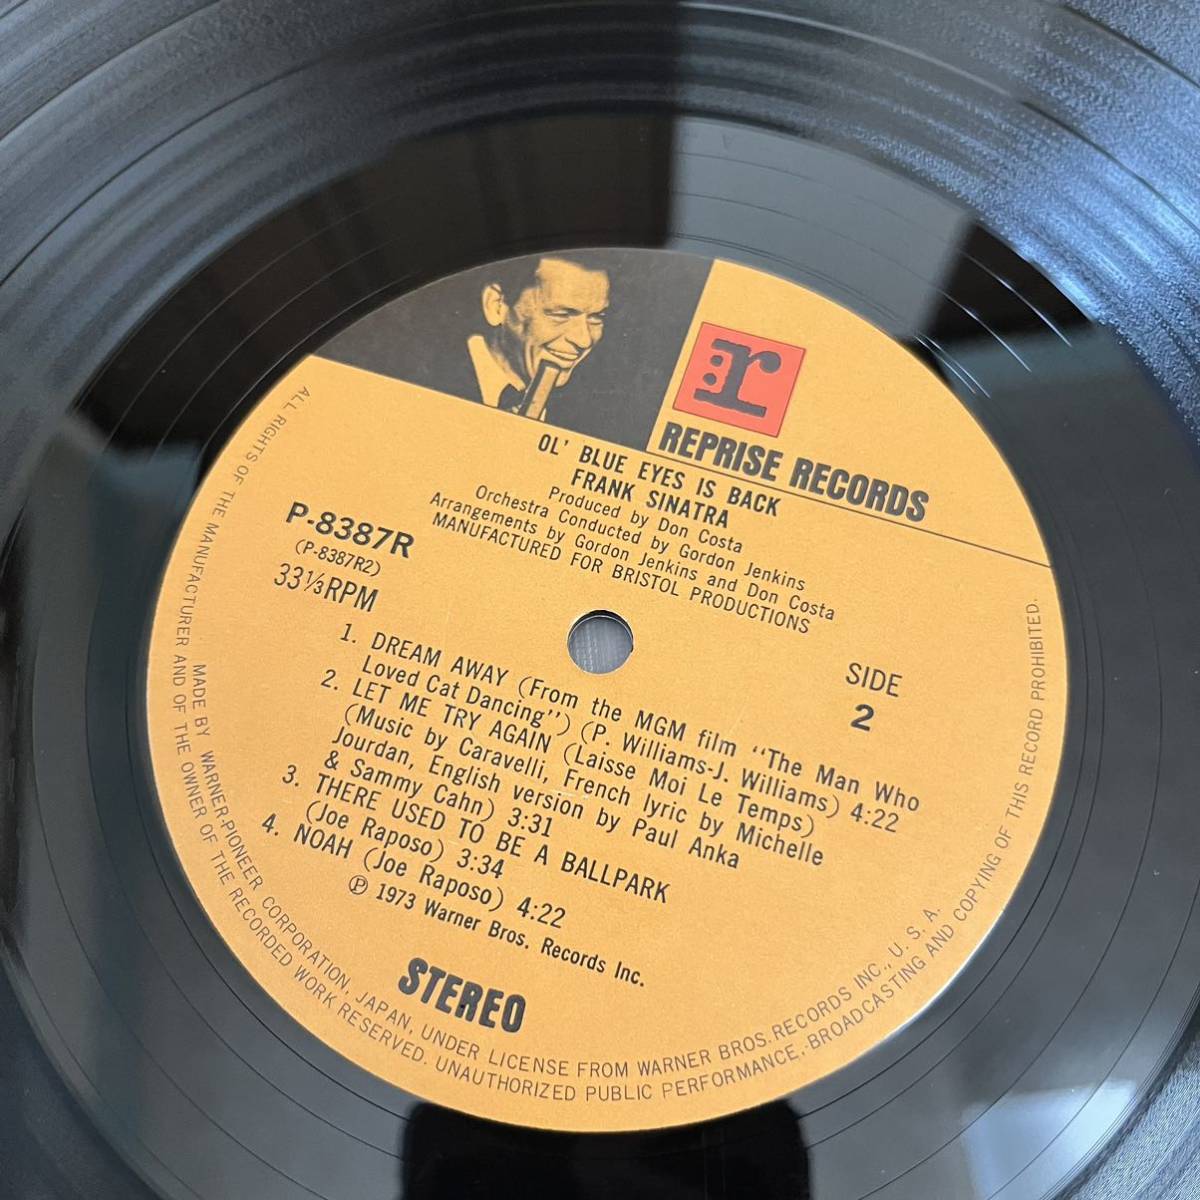 r
REPRISE RECORDS
OL' BLUE EYES IS BACK
FRANK SINATRA
Produced by Don Costa
Orchestra Conducted by Gordon Jenkins
Arrangements by Gordon Jenkins and Don Costa
MANUFACTURED FOR BRISTOL PRODUCTIONS
P-8387R
(P-8387R2)
33⅓RPM
SIDE
2
1. DREAM AWAY (From the MGM film "The Man Who
Loved Cat Dancing") (P. Williams-J. Williams) 4:22
2. LET ME TRY AGAIN (Laisse Moi Le Temps)
(Music by Caravelli, French lyric by Michelle
Jourdan, English version by Paul Anka
& Sammy Cahn) 3:31
3. THERE USED TO BE A BALLPARK
(Joe Raposo) 3:34
4. NOAH (Joe Raposo) 4:22
Ⓟ 1973 Warner Bros. Records Inc.
STEREO
MADE BY WARNER-PIONEER CORPORATION, JAPAN, UNDER LICENSE FROM WARNER BROS. RECORDS INC., U. S. A.
ALL RIGHTS OF THE MANUFACTURER AND OF THE OWNER OF THE RECORDED WORK RESERVED. UNAUTHORIZED PUBLIC PERFORMANCE, BROADCASTING AND COPYING OF THIS RECORD PROHIBITED.